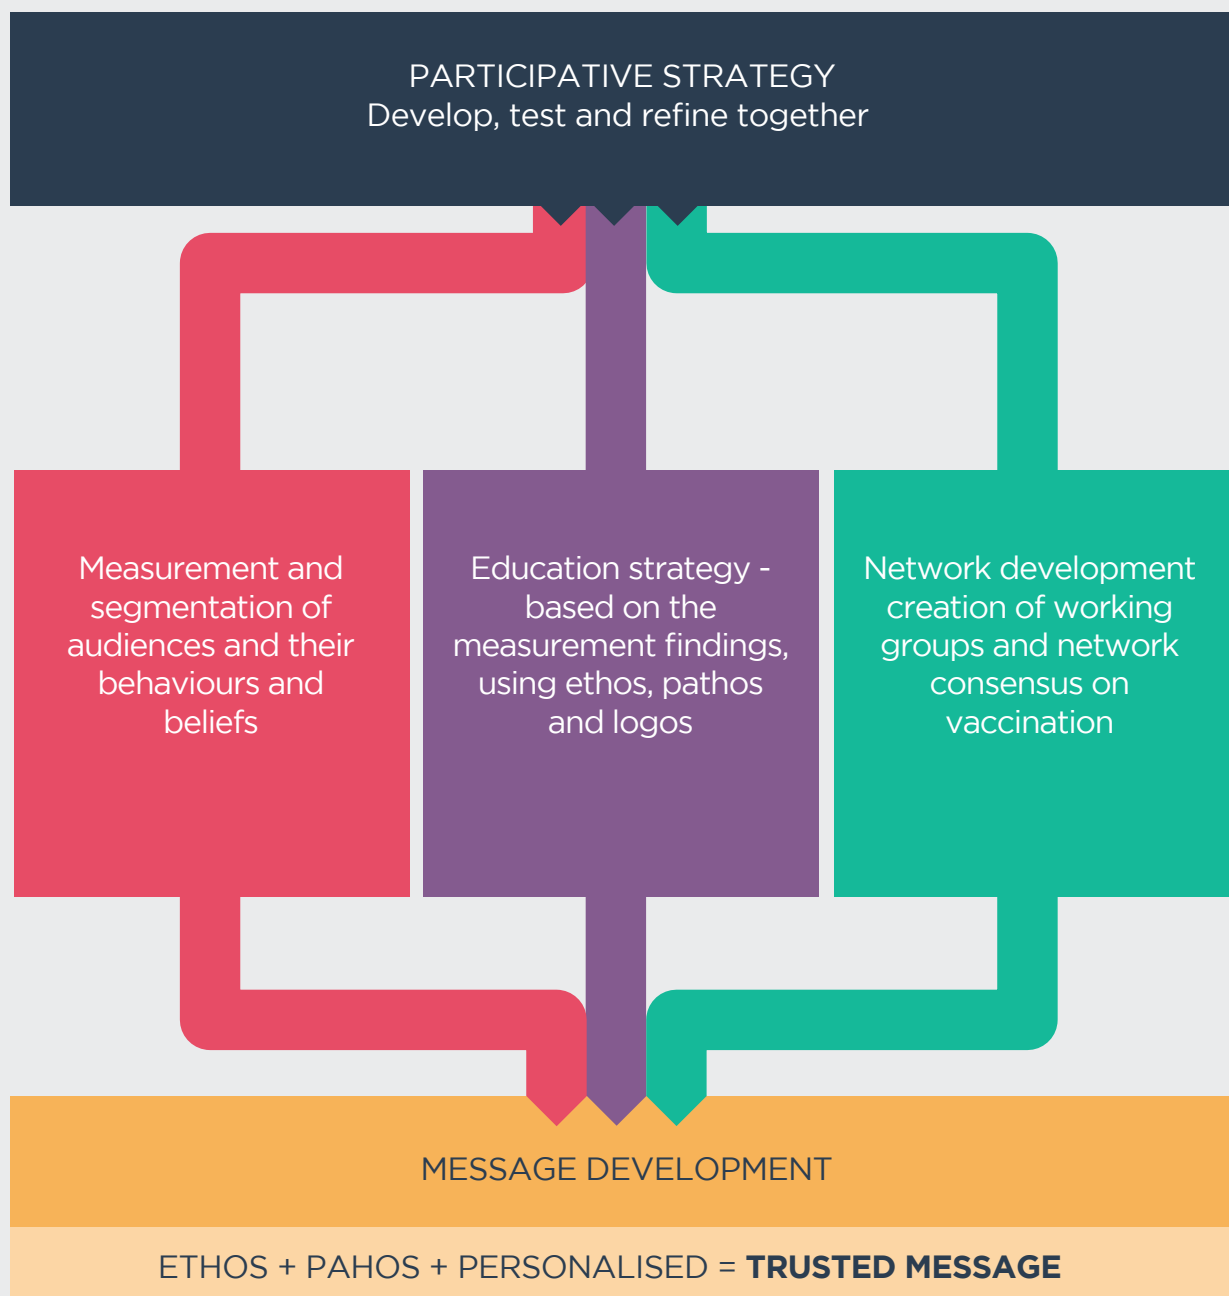 PARTICIPATIVE STRATEGY
Develop, test and refine together
Measurement and
segmentation of
audiences and their
behaviours and
beliefs
Education strategy -
based on the
measurement findings,
using ethos, pathos
and logos
Network development
creation of working
groups and network
consensus on
vaccination
MESSAGE DEVELOPMENT
ETHOS + PAHOS + PERSONALISED = TRUSTED MESSAGE